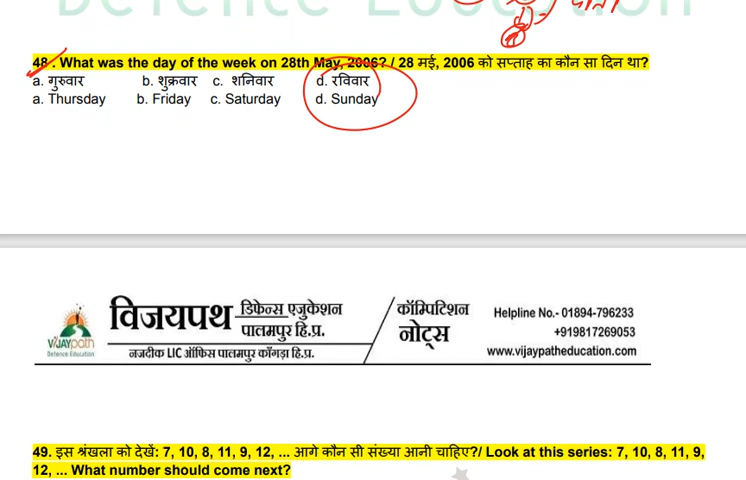 Defence Education
48 . What was the day of the week on 28th May, 2006? / 28 मई, 2006 को सप्ताह का कौन सा दिन था?
a. गुरुवार b. शुक्रवार c. शनिवार d. रविवार
a. Thursday b. Friday c. Saturday d. Sunday
विजयपथ डिफेन्स एजुकेशन पालमपुर हि.प्र.
नजदीक LIC ऑफिस पालमपुर काँगड़ा हि.प्र.
VIJAYpath
Defence Education
कॉम्पिटिशन
नोट्स
Helpline No.- 01894-796233
+919817269053
www.vijaypatheducation.com
49. इस श्रंखला को देखें: 7, 10, 8, 11, 9, 12, ... आगे कौन सी संख्या आनी चाहिए?/ Look at this series: 7, 10, 8, 11, 9,
12, ... What number should come next?